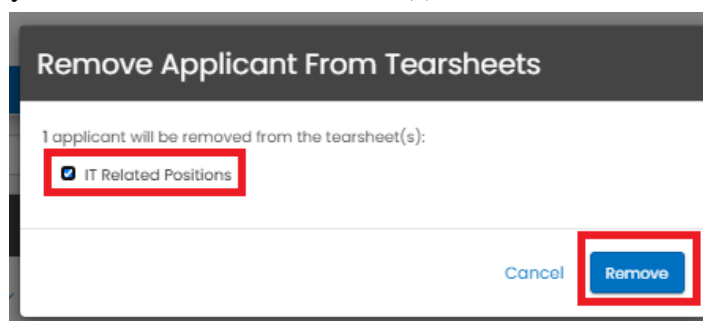 Remove Applicant From Tearsheets
1 applicant will be removed from the tearsheet(s):
IT Related Positions
Cancel Remove